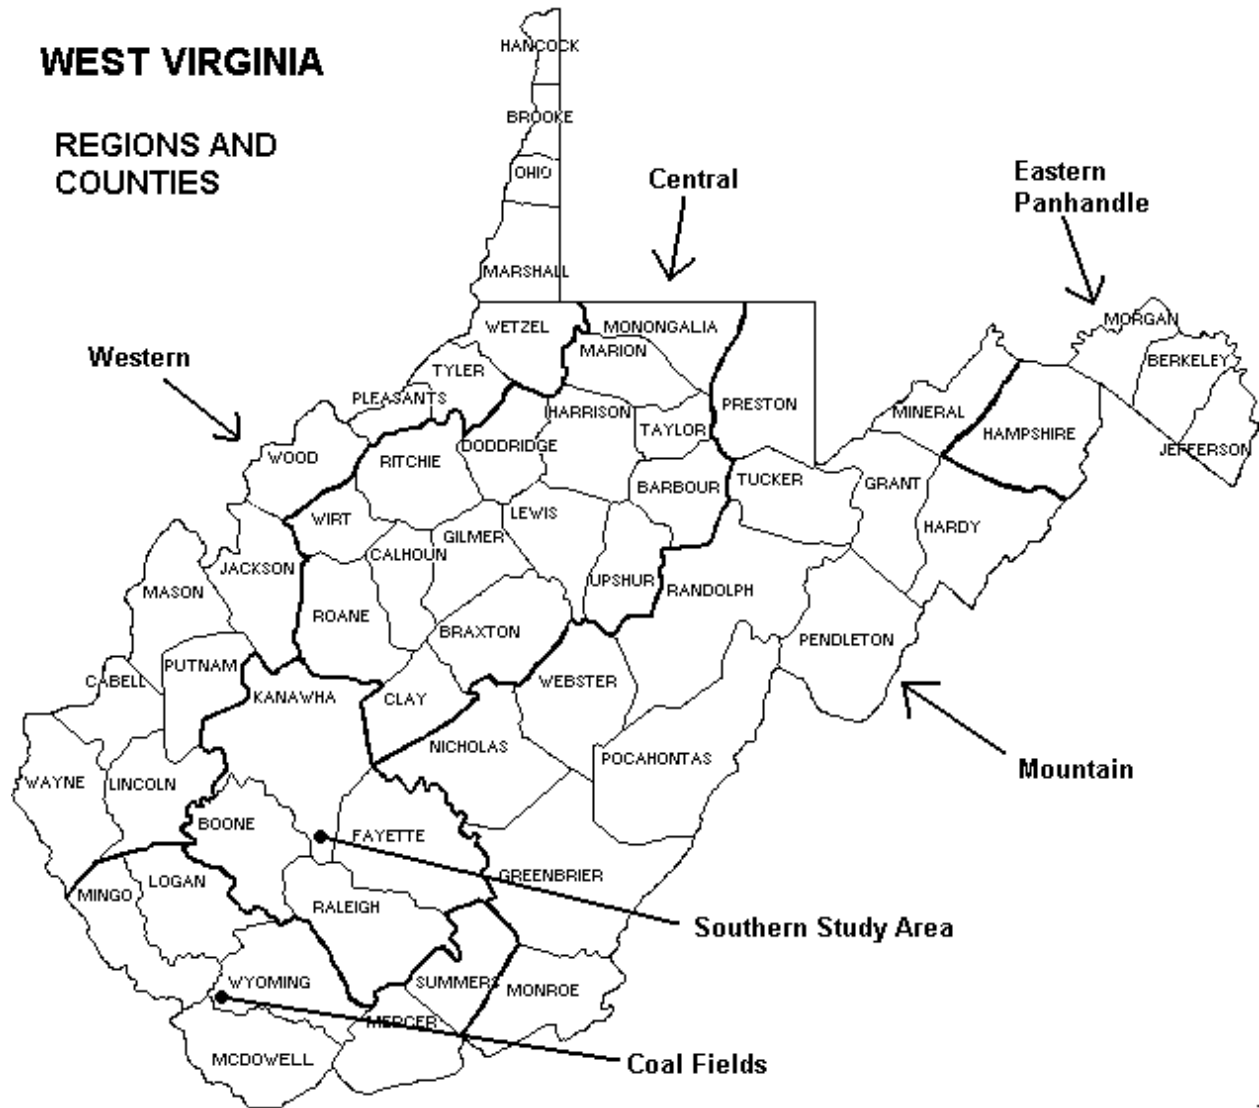 WEST VIRGINIA
REGIONS AND
COUNTIES
HANCOCK
BROOKE
OHIO
MARSHALL
Central
Eastern
Panhandle
Western
WETZEL
MONONGALIA
MARION
TYLER
PLEASANTS
HARRISON
PRESTON
MORGAN
BERKELEY
JEFFERSON
MINERAL
HAMPSHIRE
WOOD
RITCHIE
DODDRIDGE
TAYLOR
BARBOUR
TUCKER
GRANT
HARDY
WIRT
LEWIS
GILMER
CALHOUN
JACKSON
MASON
UPSHUR
RANDOLPH
ROANE
BRAXTON
PENDLETON
PUTNAM
CABELL
KANAWHA
CLAY
WEBSTER
NICHOLAS
POCAHONTAS
Mountain
WAYNE
LINCOLN
BOONE
FAYETTE
GREENBRIER
MINGO
LOGAN
RALEIGH
Southern Study Area
WYOMING
SUMMERS
MONROE
MERCER
MCDOWELL
Coal Fields